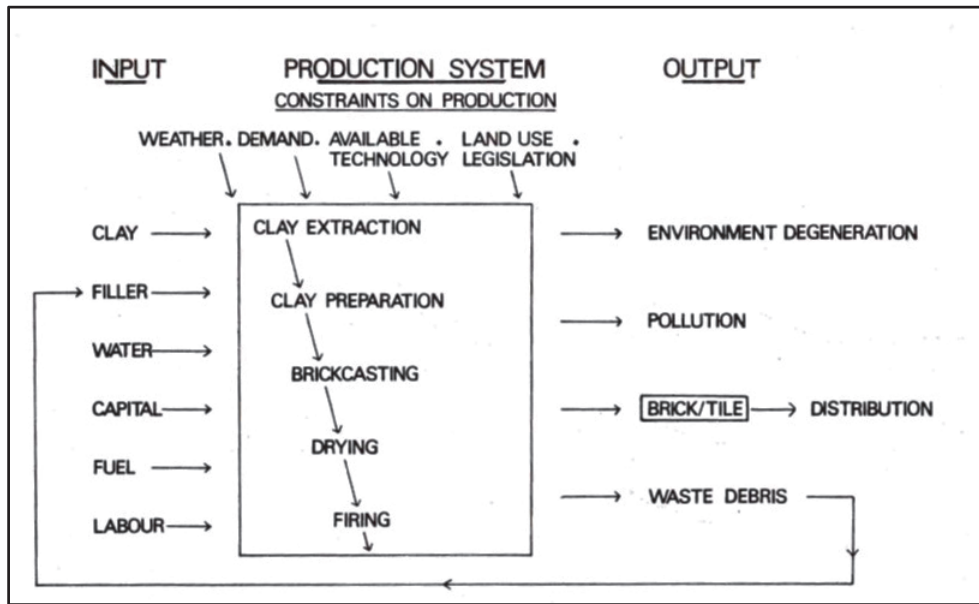 INPUT PRODUCTION SYSTEM OUTPUT
CONSTRAINTS ON PRODUCTION
WEATHER. DEMAND. AVAILABLE . LAND USE .
TECHNOLOGY LEGISLATION
CLAY CLAY EXTRACTION ENVIRONMENT DEGENERATION
FILLER CLAY PREPARATION POLLUTION
WATER
BRICKCASTING
CAPITAL BRICK/TILE DISTRIBUTION
DRYING
FUEL
WASTE DEBRIS
LABOUR FIRING